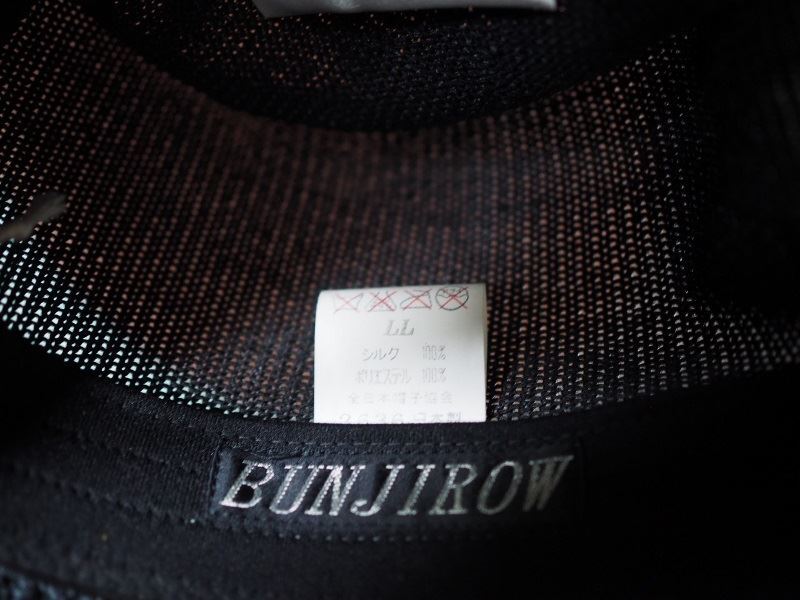 LL
シルク 100%
ポリエステル 100%
全日本帽子協会
日本製
BUNJIROW